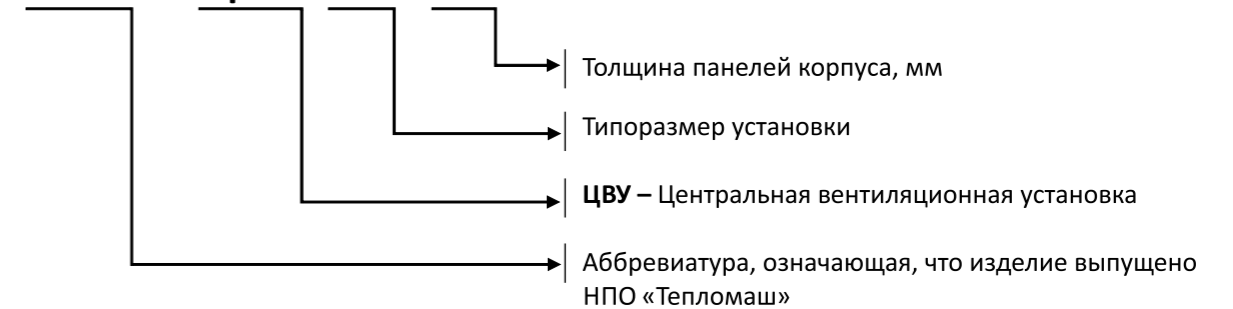 Толщина панелей корпуса, мм
Типоразмер установки
ЦВУ – Центральная вентиляционная установка
Аббревиатура, означающая, что изделие выпущено
НПО «Тепломаш»